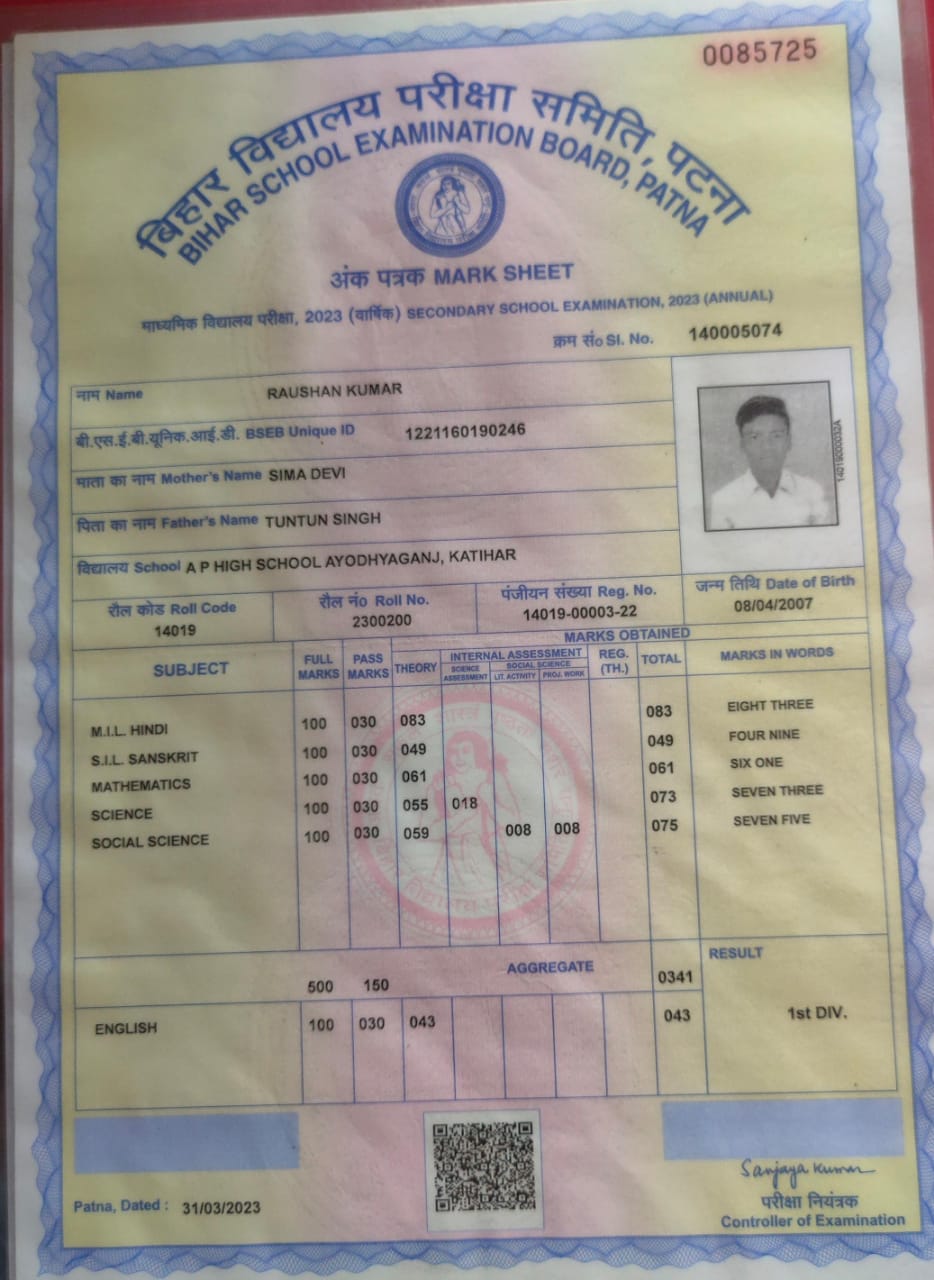 0085725
बिहार विद्यालय परीक्षा समिति, पटना
BIHAR SCHOOL EXAMINATION BOARD, PATNA
अंक पत्रक MARK SHEET
माध्यमिक विद्यालय परीक्षा, 2023 (वार्षिक) SECONDARY SCHOOL EXAMINATION, 2023 (ANNUAL)
क्रम सं० Sl. No. 140005074
नाम Name RAUSHAN KUMAR
बी.एस.ई.बी.यूनिक.आई.डी. BSEB Unique ID 1221160190246
माता का नाम Mother's Name SIMA DEVI
पिता का नाम Father's Name TUNTUN SINGH
विद्यालय School A P HIGH SCHOOL AYODHYAGANJ, KATIHAR
रौल कोड Roll Code रौल नं० Roll No. पंजीयन संख्या Reg. No. जन्म तिथि Date of Birth
14019 2300200 14019-00003-22 08/04/2007
MARKS OBTAINED
SUBJECT FULL MARKS PASS MARKS THEORY INTERNAL ASSESSMENT REG. (TH.) TOTAL MARKS IN WORDS
SCIENCE ASSESSMENT SOCIAL SCIENCE
LIT. ACTIVITY PROJ. WORK
M.I.L. HINDI 100 030 083 083 EIGHT THREE
S.I.L. SANSKRIT 100 030 049 049 FOUR NINE
MATHEMATICS 100 030 061 061 SIX ONE
SCIENCE 100 030 055 018 073 SEVEN THREE
SOCIAL SCIENCE 100 030 059 008 008 075 SEVEN FIVE
500 150 AGGREGATE 0341 RESULT
ENGLISH 100 030 043 043 1st DIV.
Sanjaya Kumar
परीक्षा नियंत्रक
Patna, Dated : 31/03/2023 Controller of Examination